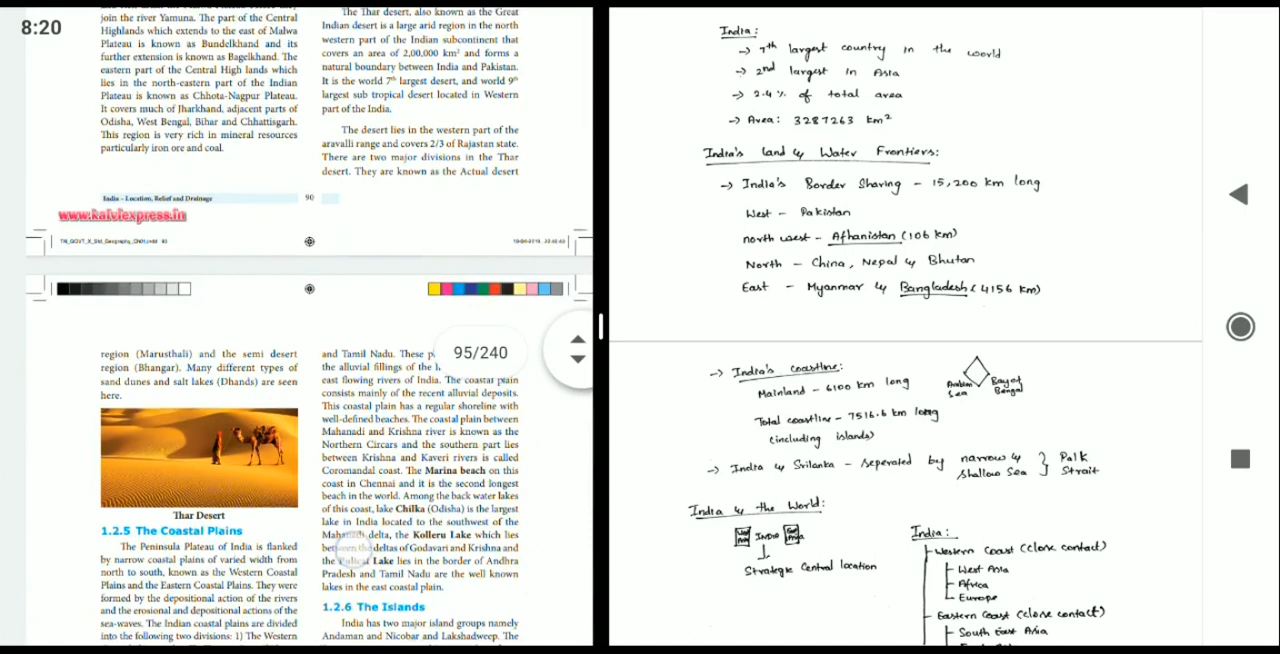 8:20
join the river Yamuna. The part of the Central
Highlands which extends to the east of Malwa
Plateau is known as Bundelkhand and its
further extension is known as Bagelkhand. The
eastern part of the Central High lands which
lies in the north-eastern part of the Indian
Plateau is known as Chhota-Nagpur Plateau.
It covers much of Jharkhand, adjacent parts of
Odisha, West Bengal, Bihar and Chhattisgarh.
This region is very rich in mineral resources
particularly iron ore and coal.
The Thar desert, also known as the Great
Indian desert is a large arid region in the north
western part of the Indian subcontinent that
covers an area of 2,00,000 km² and forms a
natural boundary between India and Pakistan.
It is the world 7th largest desert, and world 9th
largest sub tropical desert located in Western
part of the India.
The desert lies in the western part of the
aravalli range and covers 2/3 of Rajastan state.
There are two major divisions in the Thar
desert. They are known as the Actual desert
India - Location, Relief and Drainage
90
www.kalviexpress.in
95/240
region (Marusthali) and the semi desert
region (Bhangar). Many different types of
sand dunes and salt lakes (Dhands) are seen
here.
Thar Desert
1.2.5 The Coastal Plains
The Peninsula Plateau of India is flanked
by narrow coastal plains of varied width from
north to south, known as the Western Coastal
Plains and the Eastern Coastal Plains. They were
formed by the depositional action of the rivers
and the erosional and depositional actions of the
sea-waves. The Indian coastal plains are divided
into the following two divisions: 1) The Western
and Tamil Nadu. These
the alluvial fillings of the
east flowing rivers of India. The coastal plain
consists mainly of the recent alluvial deposits.
This coastal plain has a regular shoreline with
well-defined beaches. The coastal plain between
Mahanadi and Krishna river is known as the
Northern Circars and the southern part lies
between Krishna and Kaveri rivers is called
Coromandal coast. The Marina beach on this
coast in Chennai and it is the second longest
beach in the world. Among the back water lakes
of this coast, lake Chilka (Odisha) is the largest
lake in India located to the southwest of the
Mahanadi delta, the Kolleru Lake which lies
between the deltas of Godavari and Krishna and
the Lake lies in the border of Andhra
Pradesh and Tamil Nadu are the well known
lakes in the east coastal plain.
1.2.6 The Islands
India has two major island groups namely
Andaman and Nicobar and Lakshadweep. The
India:
→ 7th largest country in the world
→ 2nd largest in Asia
→ 2.4% of total area
→ Area: 3287263 km²
India's land & Water Frontiers:
→ India's Border Sharing - 15,200 km long
West - Pakistan
north west - Afhanistan (106 km)
North - China, Nepal & Bhutan
East - Myanmar & Bangladesh (4156 km)
→ India's coastline:
Mainland - 6100 km long
Arabian Sea
Bay of Bengal
Total coastline - 7516.6 km long
(including islands)
→ India & Srilanka - seperated by narrow & shallow Sea } Palk Strait
India & the World:
INDIA
Strategic Central location
India:
Western Coast (close contact)
West Asia
Africa
Europe
Eastern Coast (close contact)
South East Asia